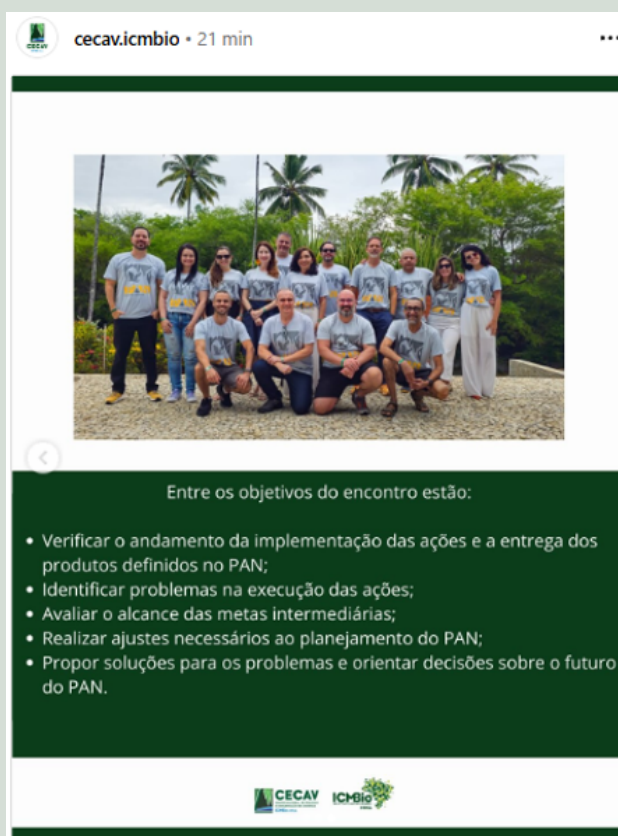 CECAV
cecav.icmbio • 21 min
Entre os objetivos do encontro estão:
• Verificar o andamento da implementação das ações e a entrega dos
produtos definidos no PAN;
• Identificar problemas na execução das ações;
• Avaliar o alcance das metas intermediárias;
• Realizar ajustes necessários ao planejamento do PAN;
• Propor soluções para os problemas e orientar decisões sobre o futuro
do PAN.
CECAV
ICMBio